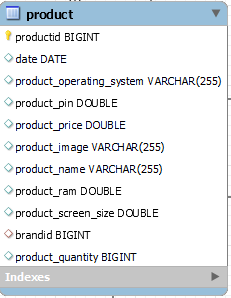 product
productid BIGINT
date DATE
product_operating_system VARCHAR(255)
product_pin DOUBLE
product_price DOUBLE
product_image VARCHAR(255)
product_name VARCHAR(255)
product_ram DOUBLE
product_screen_size DOUBLE
brandid BIGINT
product_quantity BIGINT
Indexes